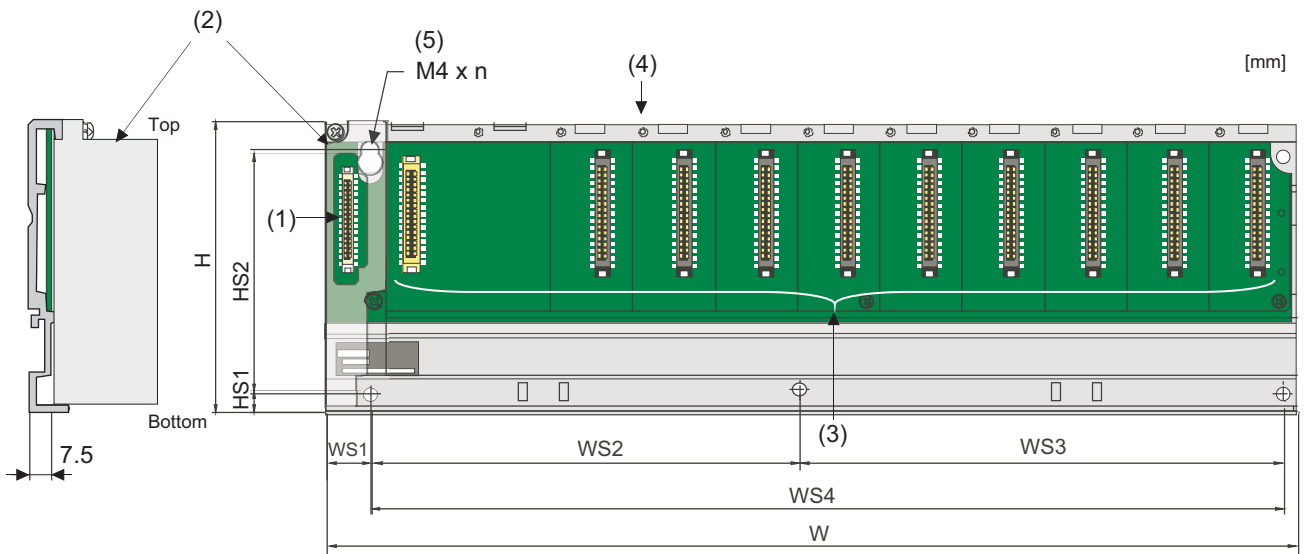 (2)
(5)
M4 x n
(4)
[mm]
Top
(1)
H
HS2
HS1
Bottom
7.5
(3)
WS1
WS2
WS3
WS4
W